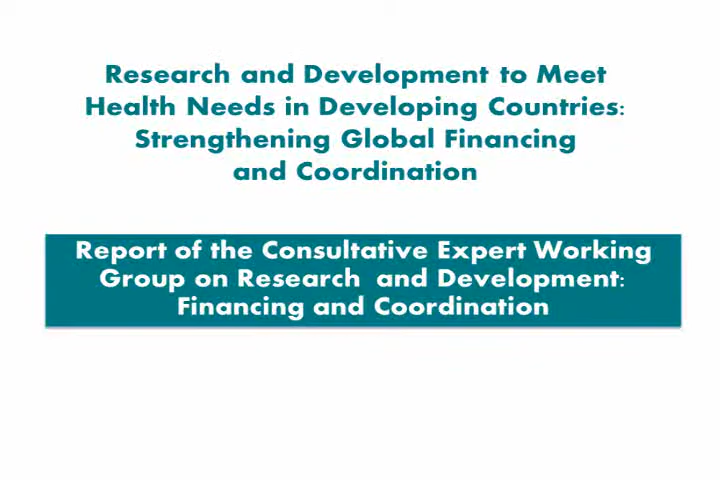 Research and Development to Meet
Health Needs in Developing Countries:
Strengthening Global Financing
and Coordination
Report of the Consultative Expert Working
Group on Research and Development:
Financing and Coordination